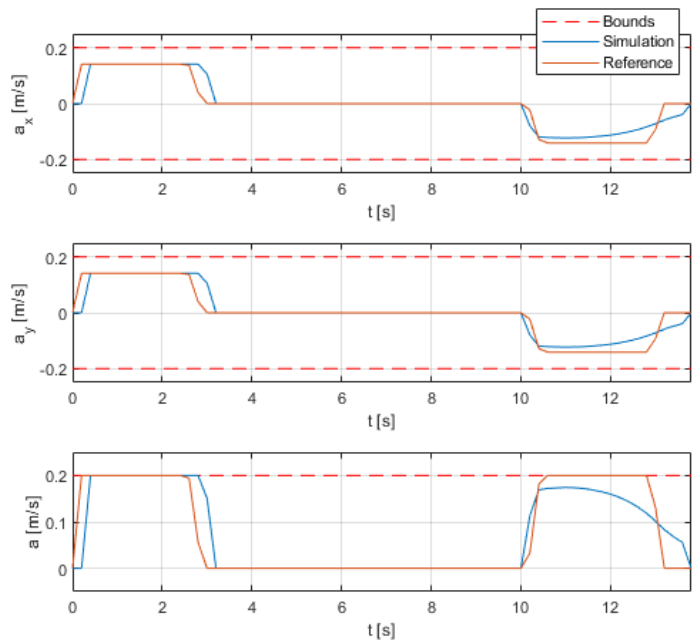 Bounds
Simulation
Reference
a_x [m/s]
0.2
0
-0.2
0 2 4 6 8 10 12
t [s]
a_y [m/s]
0.2
0
-0.2
0 2 4 6 8 10 12
t [s]
a [m/s]
0.2
0.1
0
0 2 4 6 8 10 12
t [s]